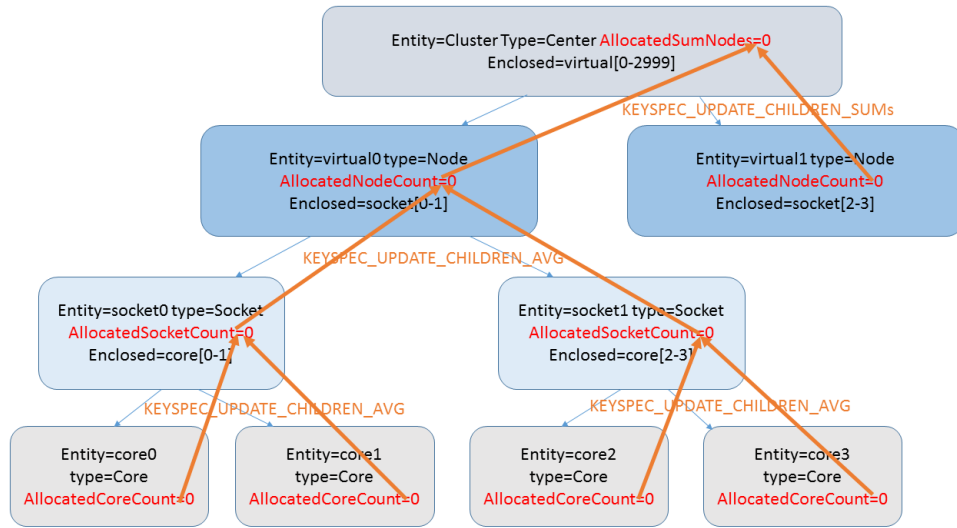 Entity=Cluster Type=Center AllocatedSumNodes=0
Enclosed=virtual[0-2999]
KEYSPEC_UPDATE_CHILDREN_SUMs
Entity=virtual0 type=Node
AllocatedNodeCount=0
Enclosed=socket[0-1]
Entity=virtual1 type=Node
AllocatedNodeCount=0
Enclosed=socket[2-3]
KEYSPEC_UPDATE_CHILDREN_AVG
Entity=socket0 type=Socket
AllocatedSocketCount=0
Enclosed=core[0-1]
Entity=socket1 type=Socket
AllocatedSocketCount=0
Enclosed=core[2-3]
KEYSPEC_UPDATE_CHILDREN_AVG
KEYSPEC_UPDATE_CHILDREN_AVG
Entity=core0
type=Core
AllocatedCoreCount=0
Entity=core1
type=Core
AllocatedCoreCount=0
Entity=core2
type=Core
AllocatedCoreCount=0
Entity=core3
type=Core
AllocatedCoreCount=0